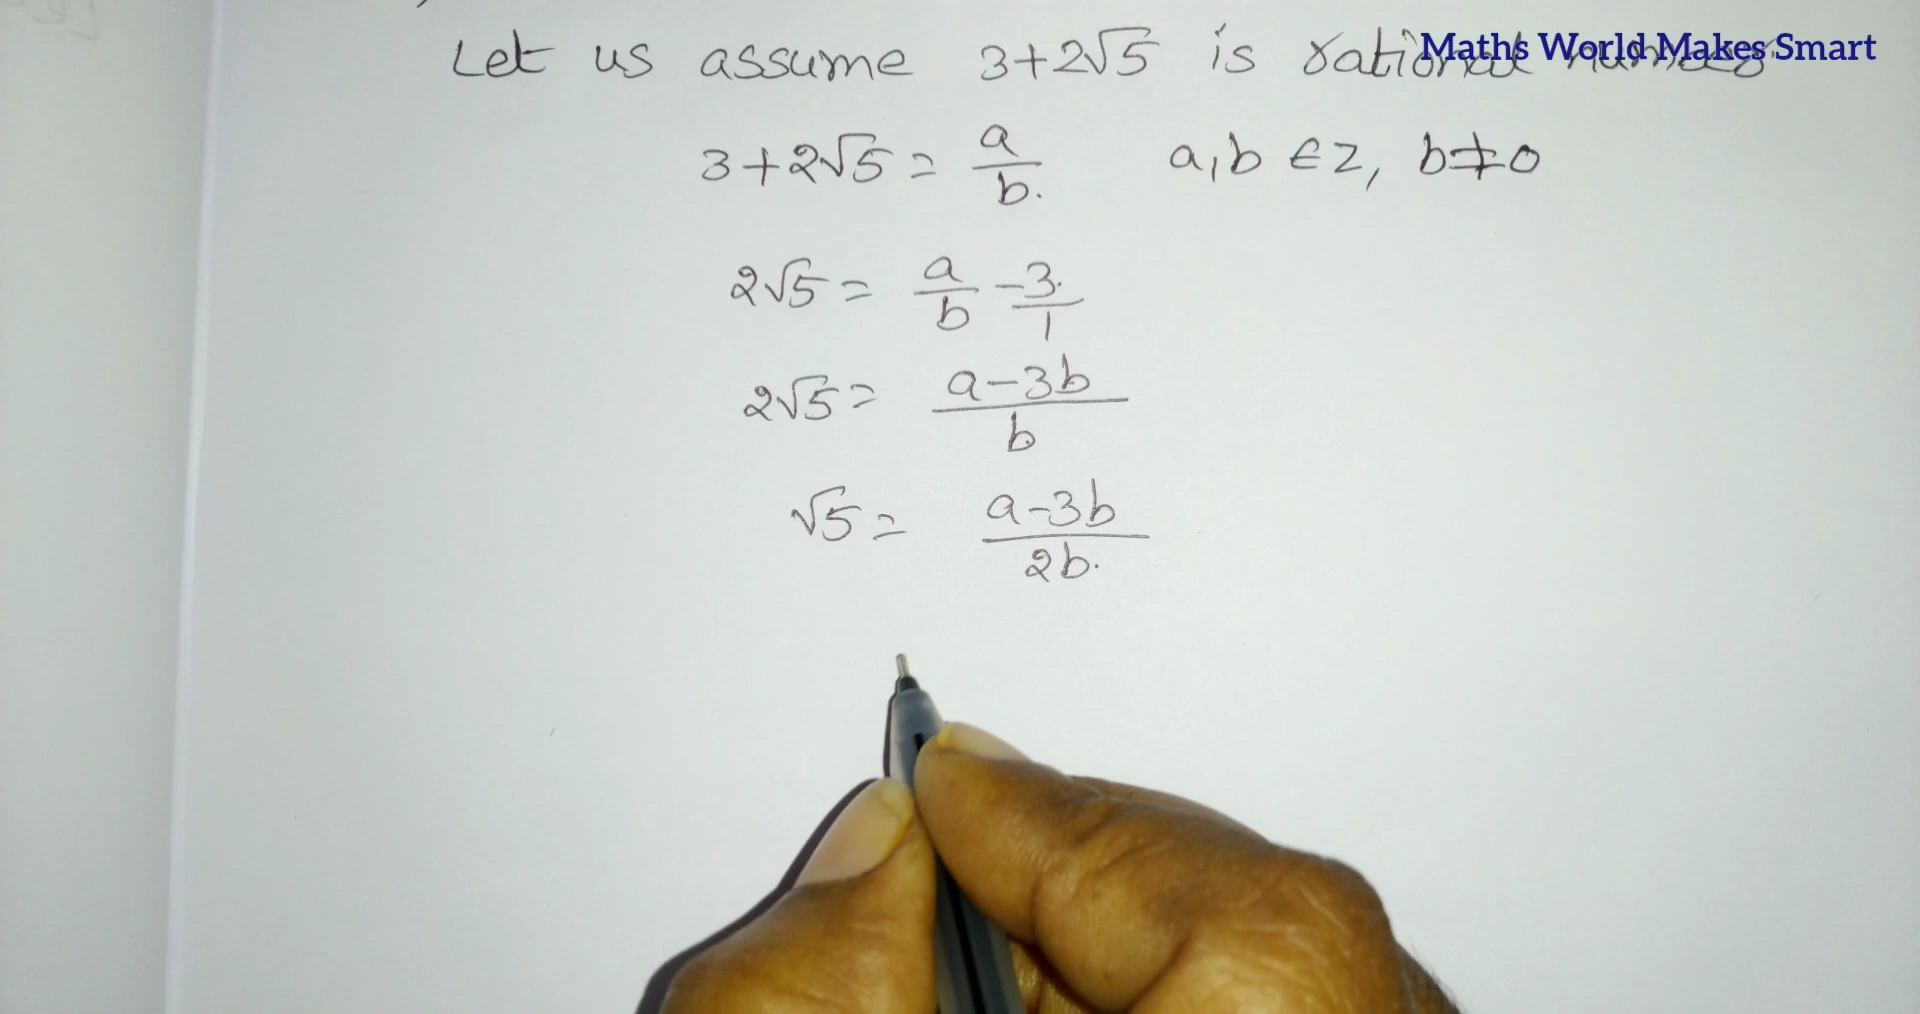 Maths World Makes Smart
Let us assume 3+2√5 is rational number
3+2√5 = a/b. a,b ∈ Z, b≠0
2√5 = a/b - 3/1
2√5 = a-3b/b
√5 = a-3b/2b.